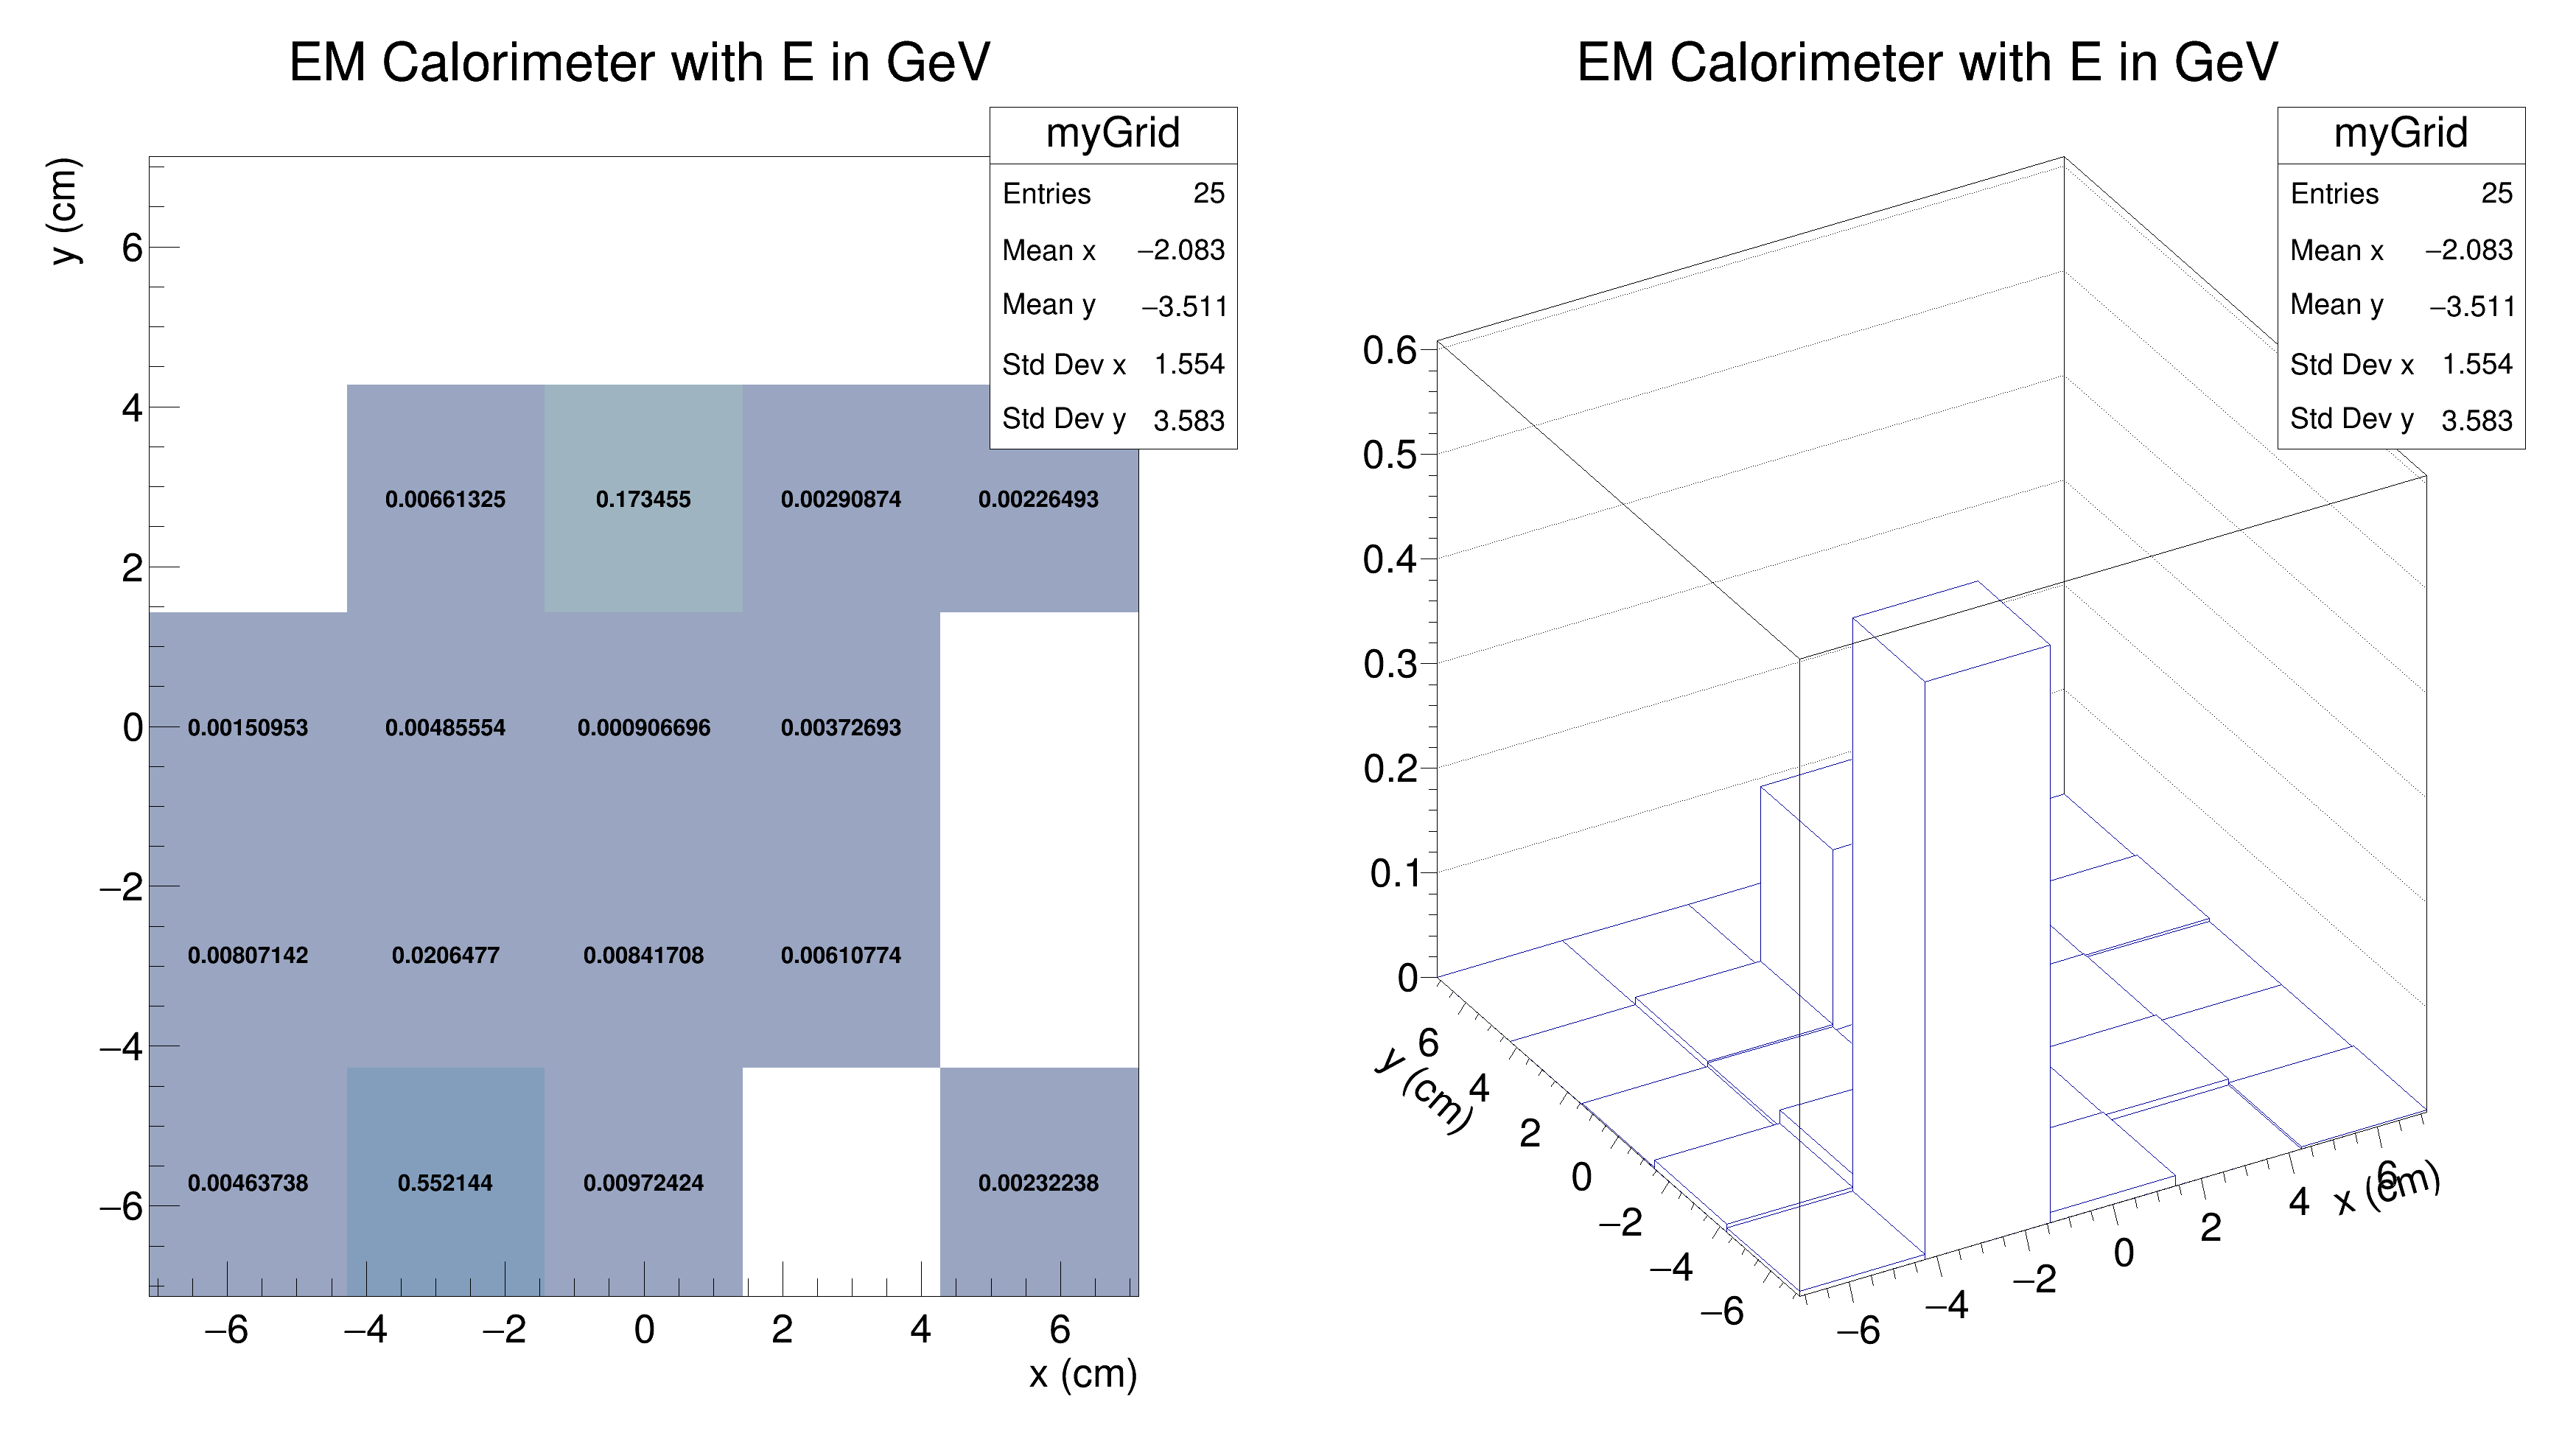 EM Calorimeter with E in GeV
myGrid
Entries 25
Mean x −2.083
Mean y −3.511
Std Dev x 1.554
Std Dev y 3.583
y (cm)
6
4
2
0
−2
−4
−6
0.00661325 0.173455 0.00290874 0.00226493
0.00150953 0.00485554 0.000906696 0.00372693
0.00807142 0.0206477 0.00841708 0.00610774
0.00463738 0.552144 0.00972424 0.00232238
−6 −4 −2 0 2 4 6
x (cm)
EM Calorimeter with E in GeV
myGrid
Entries 25
Mean x −2.083
Mean y −3.511
Std Dev x 1.554
Std Dev y 3.583
0.6
0.5
0.4
0.3
0.2
0.1
0
6
4
2
0
−2
−4
−6
y (cm)
−6
−4
−2
0
2
4
6
x (cm)